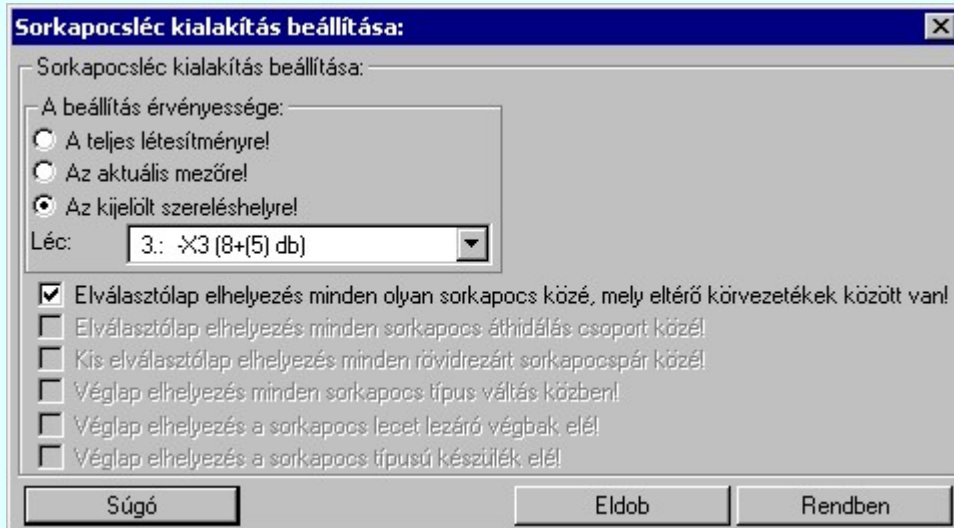 Sorkapocsléc kialakítás beállítása:
Sorkapocsléc kialakítás beállítása:
A beállítás érvényessége:
A teljes létesítményre!
Az aktuális mezőre!
Az kijelölt szereléshelyre!
Léc: 3.: -X3 (8+(5) db)
Elválasztólap elhelyezés minden olyan sorkapocs közé, mely eltérő körvezetékek között van!
Elválasztólap elhelyezés minden sorkapocs áthidálás csoport közé!
Kis elválasztólap elhelyezés minden rövidrezárt sorkapocspár közé!
Véglap elhelyezés minden sorkapocs típus váltás közben!
Véglap elhelyezés a sorkapocs lecet lezáró végbak elé!
Véglap elhelyezés a sorkapocs típusú készülék elé!
Súgó Eldob Rendben